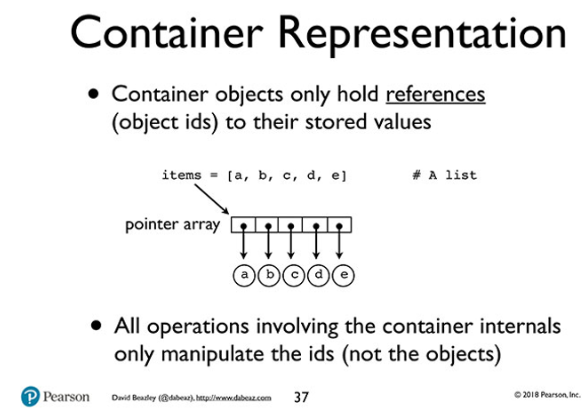 Container Representation
• Container objects only hold references
(object ids) to their stored values
items = [a, b, c, d, e] # A list
pointer array
a b c d e
• All operations involving the container internals
only manipulate the ids (not the objects)
P Pearson David Beazley (@dabeaz), http://www.dabeaz.com 37 © 2018 Pearson, Inc.